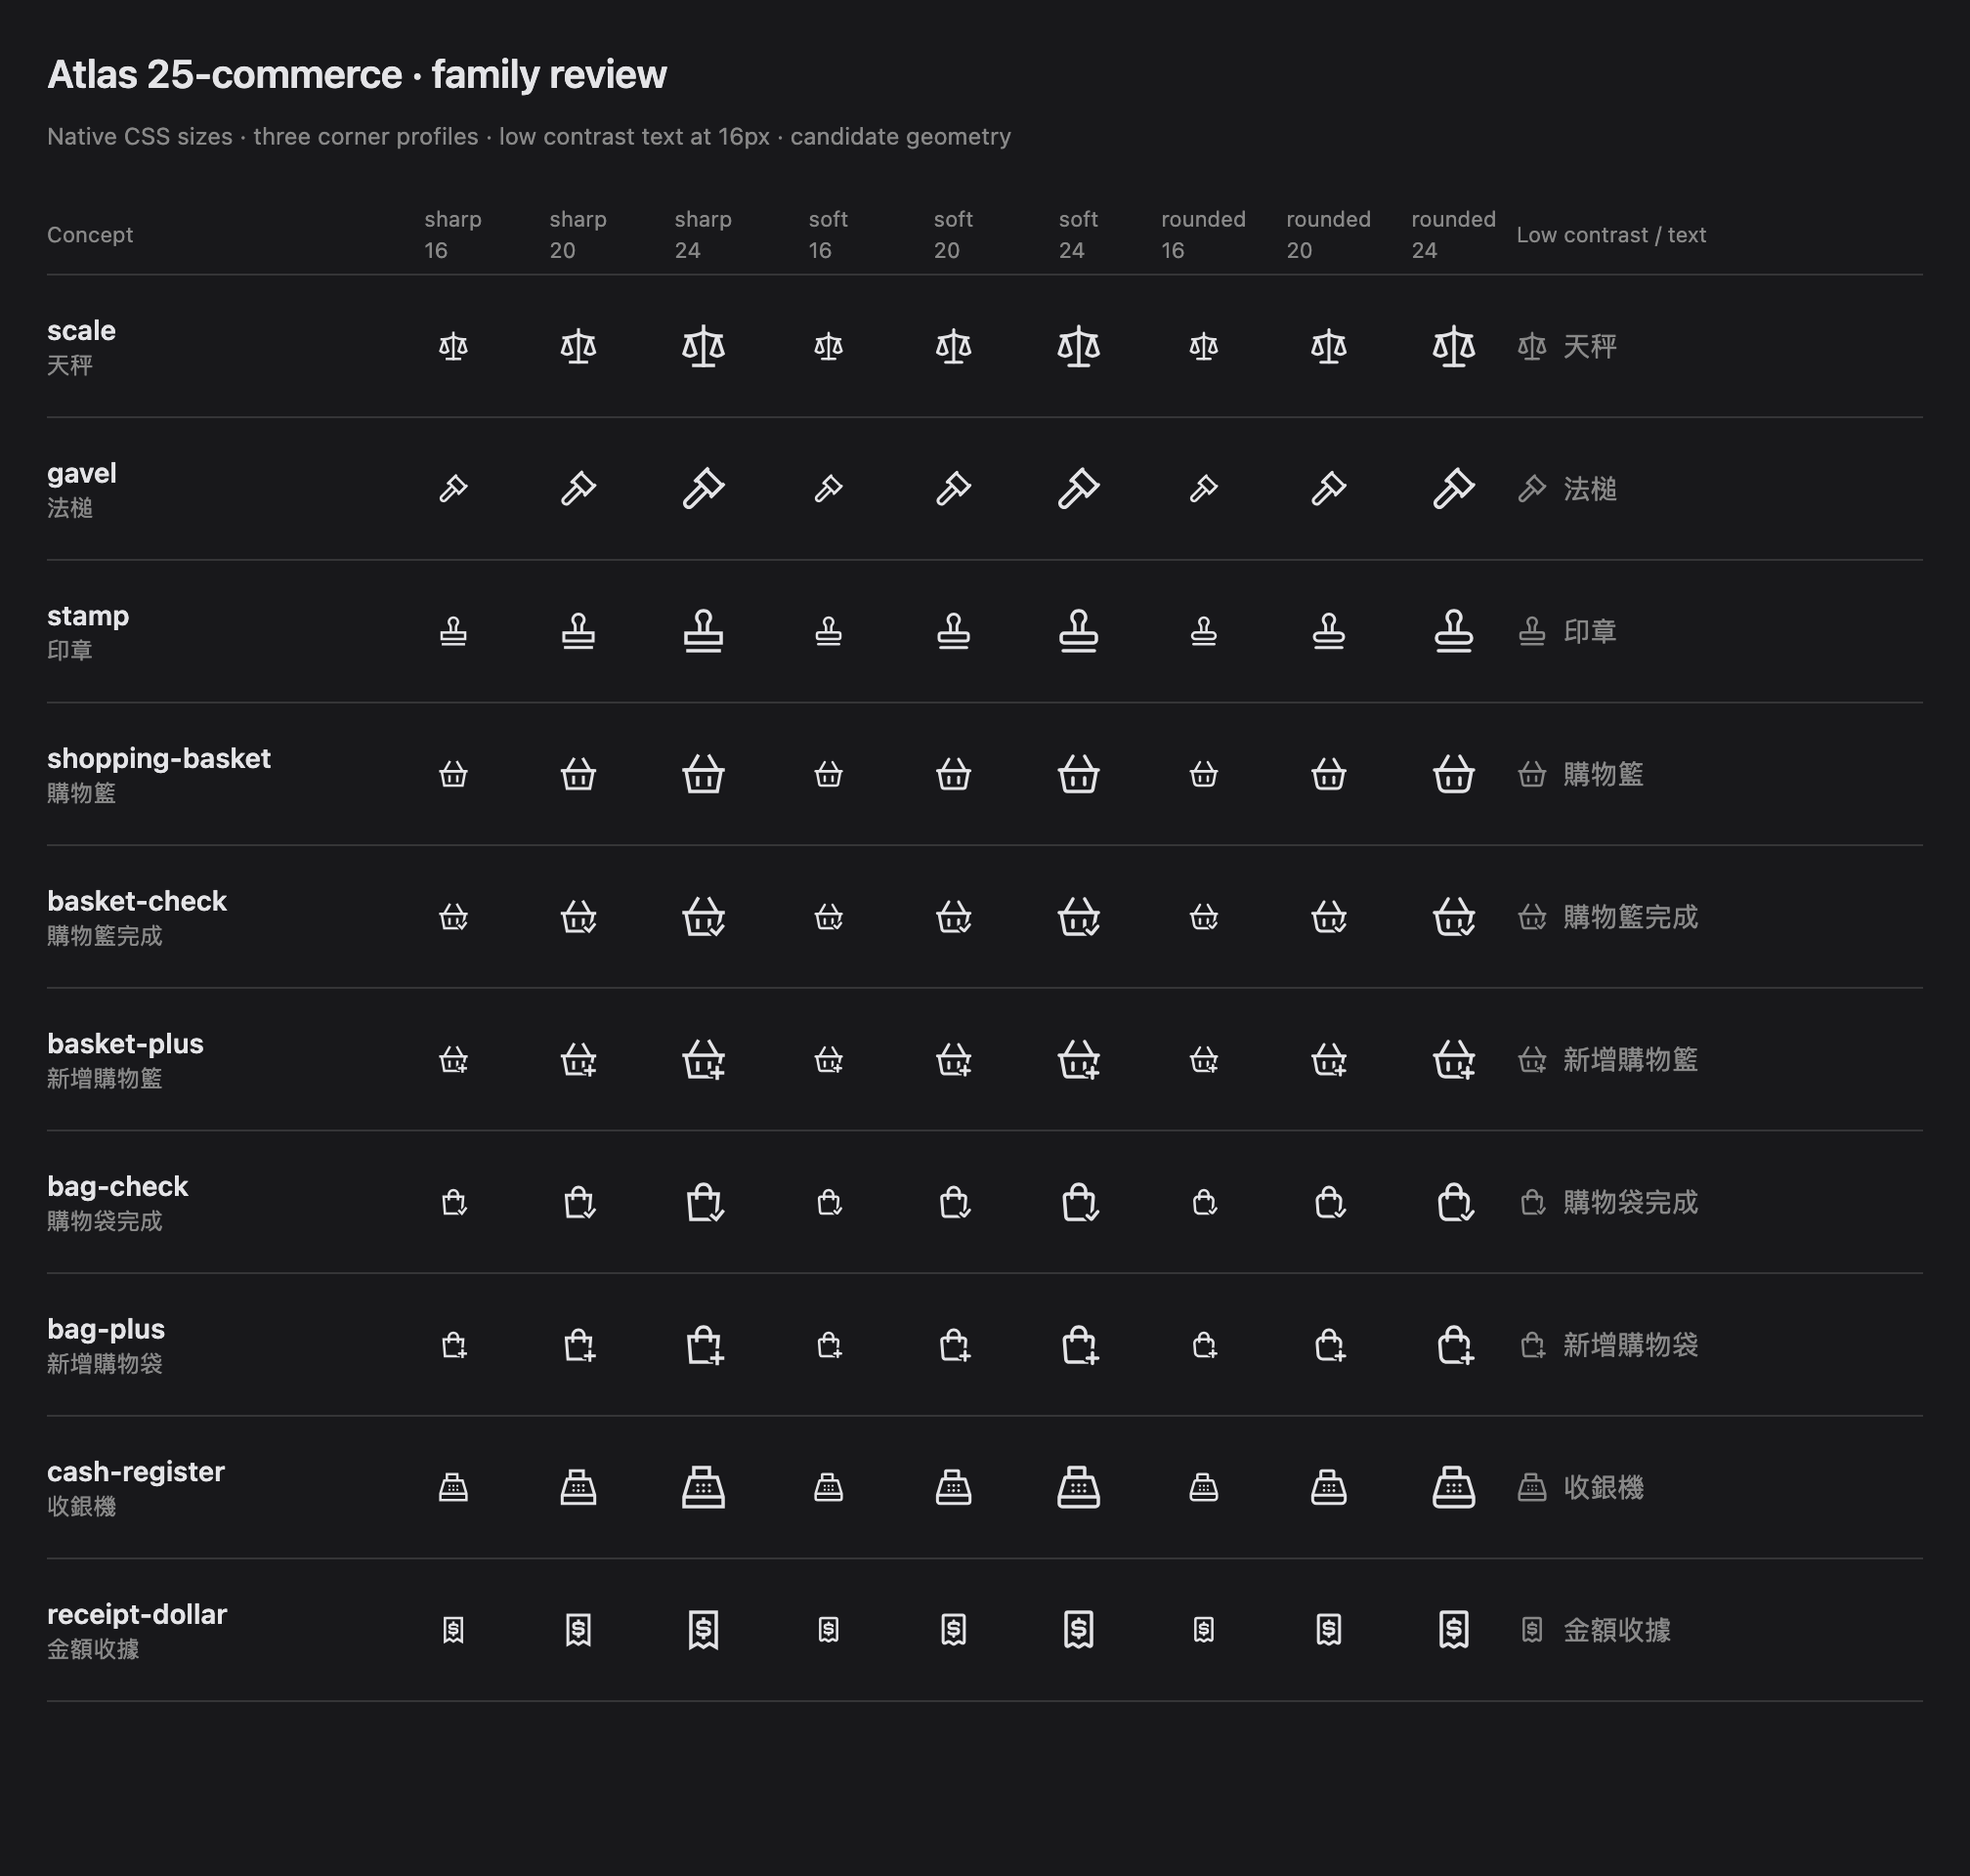 Atlas 25-commerce · family review
Native CSS sizes · three corner profiles · low contrast text at 16px · candidate geometry
Concept sharp 16 sharp 20 sharp 24 soft 16 soft 20 soft 24 rounded 16 rounded 20 rounded 24 Low contrast / text
scale
天秤
天秤
gavel
法槌
法槌
stamp
印章
印章
shopping-basket
購物籃
購物籃
basket-check
購物籃完成
購物籃完成
basket-plus
新增購物籃
新增購物籃
bag-check
購物袋完成
購物袋完成
bag-plus
新增購物袋
新增購物袋
cash-register
收銀機
收銀機
receipt-dollar
金額收據
金額收據